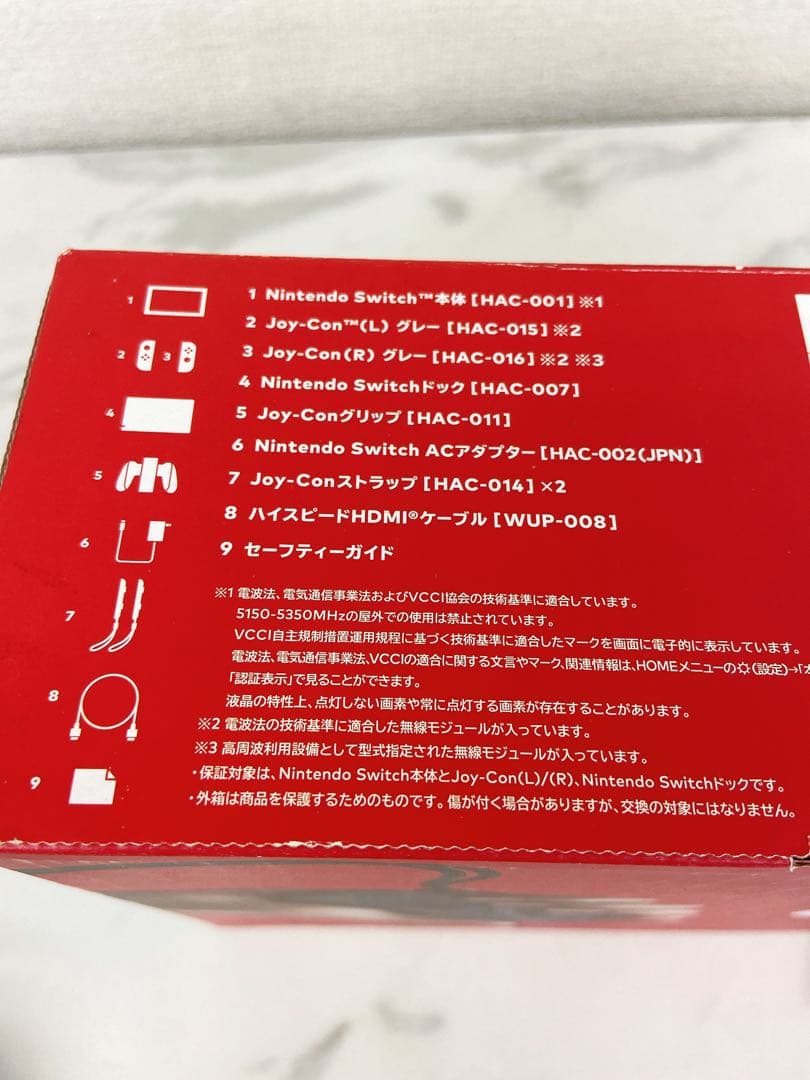 1 Nintendo Switch™本体 [HAC-001] ※1
2 Joy-Con™(L) グレー [HAC-015] ※2
3 Joy-Con(R) グレー [HAC-016] ※2 ※3
4 Nintendo Switchドック [HAC-007]
5 Joy-Conグリップ [HAC-011]
6 Nintendo Switch ACアダプター [HAC-002(JPN)]
7 Joy-Conストラップ [HAC-014] ×2
8 ハイスピードHDMI®ケーブル [WUP-008]
9 セーフティーガイド
1
2
3
4
5
6
7
8
9
※1 電波法、電気通信事業法およびVCCI協会の技術基準に適合しています。
5150-5350MHzの屋外での使用は禁止されています。
VCCI自主規制措置運用規程に基づく技術基準に適合したマークを画面に電子的に表示しています。
電波法、電気通信事業法、VCCIの適合に関する文言やマーク、関連情報は、HOMEメニューの(設定)→「
「認証表示」で見ることができます。
液晶の特性上、点灯しない画素や常に点灯する画素が存在することがあります。
※2 電波法の技術基準に適合した無線モジュールが入っています。
※3 高周波利用設備として型式指定された無線モジュールが入っています。
・保証対象は、Nintendo Switch本体とJoy-Con(L)/(R)、Nintendo Switchドックです。
・外箱は商品を保護するためのものです。傷が付く場合がありますが、交換の対象にはなりません。